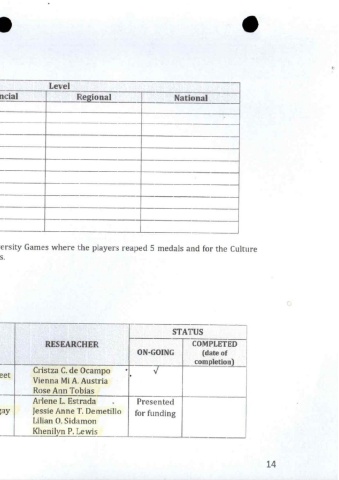 Level
ncial Regional National
ersity Games where the players reaped 5 medals and for the Culture
s.
RESEARCHER STATUS
ON-GOING COMPLETED
(date of
completion)
eet Cristza C. de Ocampo √
Vienna Mi A. Austria
Rose Ann Tobias
gay Arlene L. Estrada Presented
Jessie Anne T. Demetilio for funding
Lilian O. Sidamon
Khenilyn P. Lewis
14